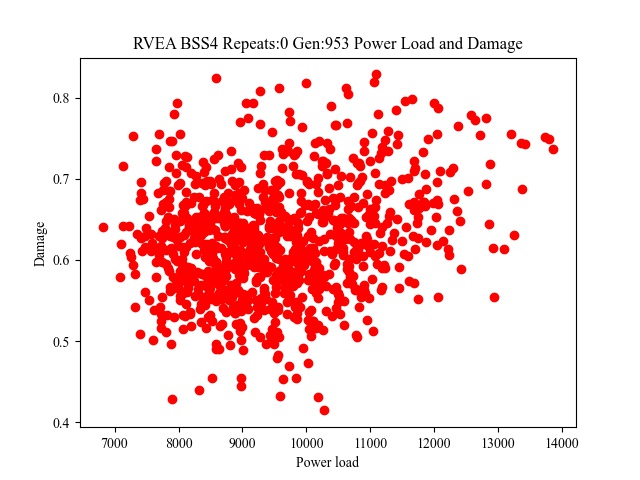 RVEA BSS4 Repeats:0 Gen:953 Power Load and Damage
0.8
0.7
0.6
0.5
0.4
Damage
7000 8000 9000 10000 11000 12000 13000 14000
Power load